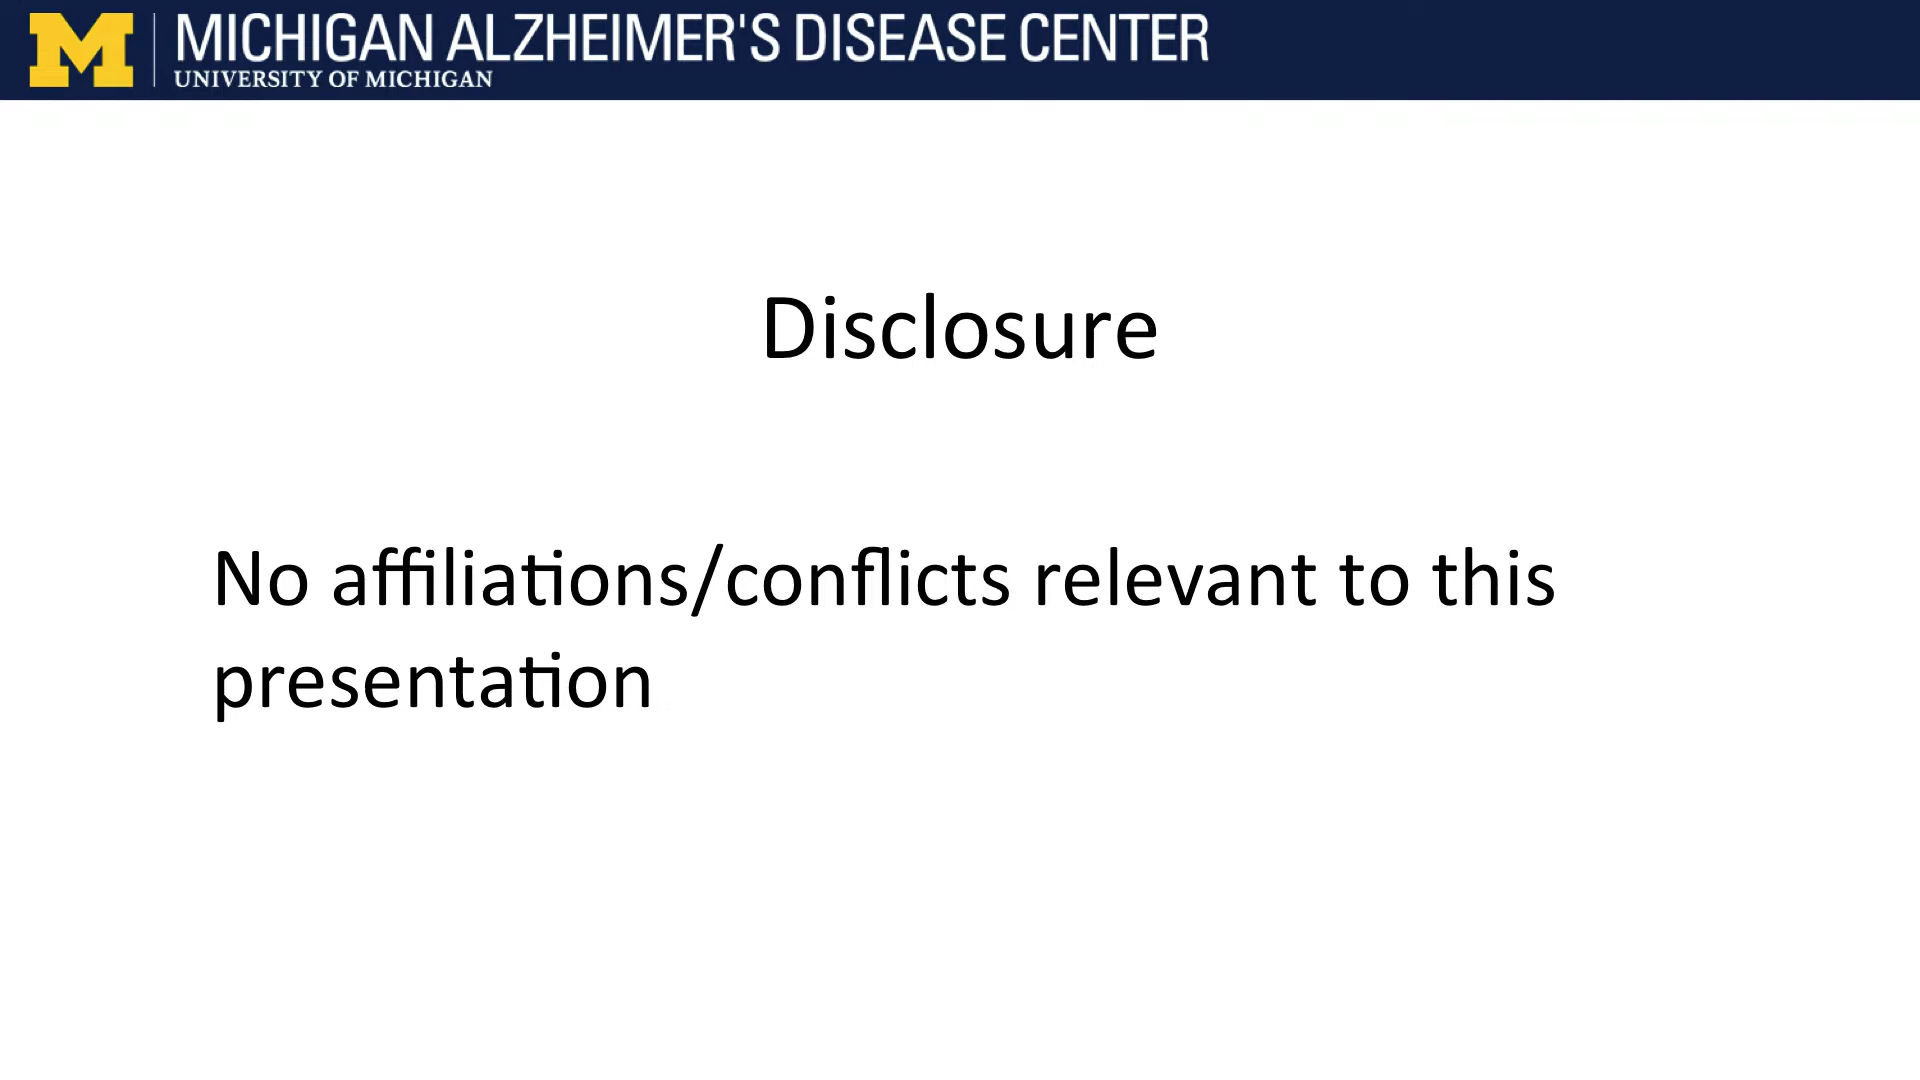 M
MICHIGAN ALZHEIMER'S DISEASE CENTER
UNIVERSITY OF MICHIGAN
Disclosure
No affiliations/conflicts relevant to this
presentation